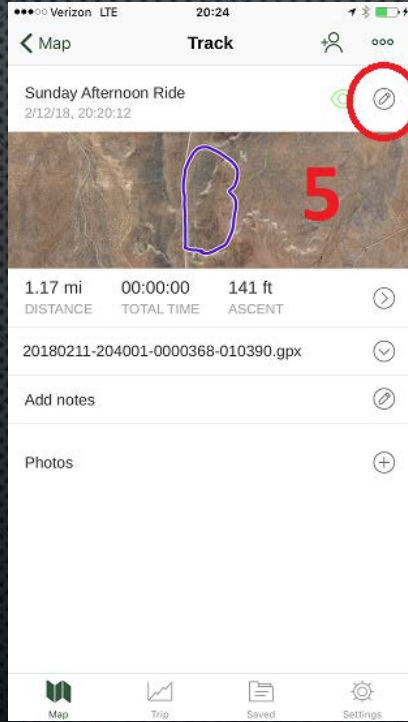 Verizon LTE 20:24
Map Track
Sunday Afternoon Ride
2/12/18, 20:20:12
5
1.17 mi 00:00:00 141 ft
DISTANCE TOTAL TIME ASCENT
20180211-204001-0000368-010390.gpx
Add notes
Photos
Map Trip Saved Settings